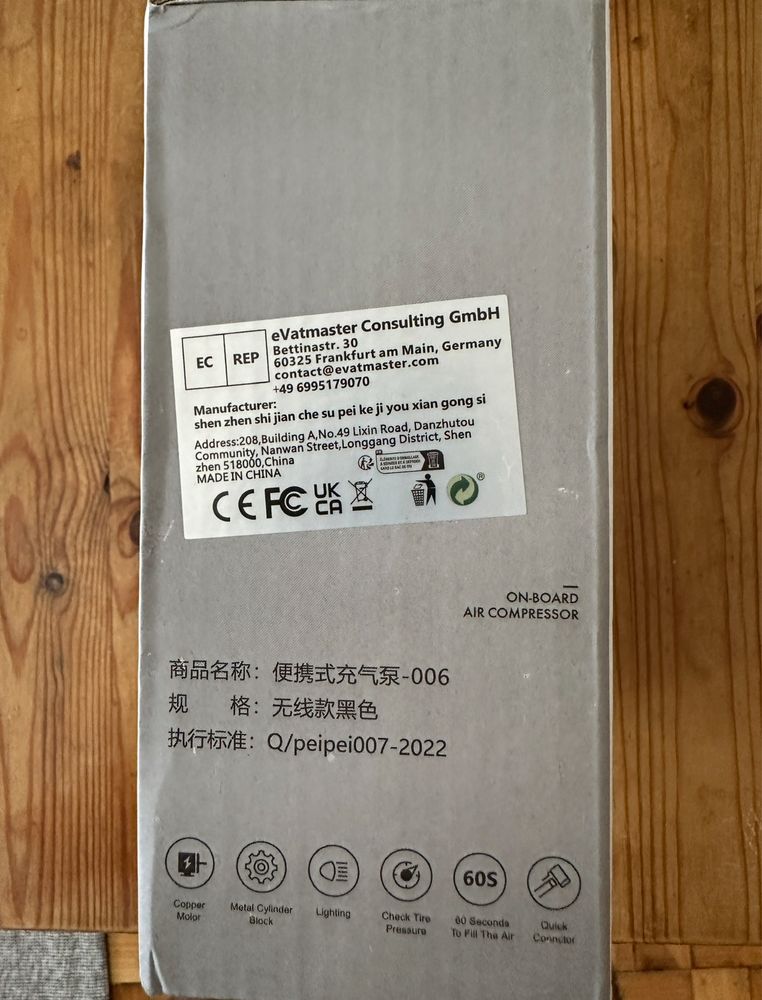 EC REP
eVatmaster Consulting GmbH
Bettinastr. 30
60325 Frankfurt am Main, Germany
contact@evatmaster.com
+49 6995179070
Manufacturer:
shen zhen shi jian che su pei ke ji you xian gong si
Address:208,Building A,No.49 Lixin Road, Danzhutou
Community, Nanwan Street,Longgang District, Shen
zhen 518000,China
MADE IN CHINA
CE FC UK
CA
®
ON-BOARD
AIR COMPRESSOR
商品名称：便携式充气泵-006
规 格：无线款黑色
执行标准：Q/peipei007-2022
60S
Copper
Motor
Metal Cylinder
Block
Lighting
Check Tire
Pressure
60 Seconds
To Fill The Air
Quick